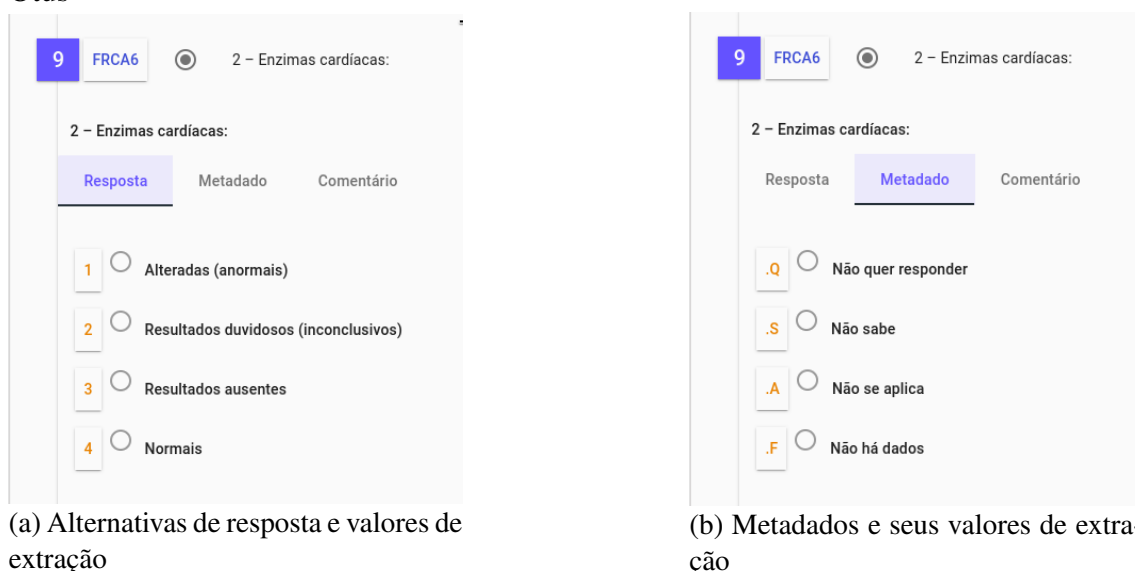 9 FRCA6 2 – Enzimas cardíacas:
2 – Enzimas cardíacas:
Resposta Metadado Comentário
1 Alteradas (anormais)
2 Resultados duvidosos (inconclusivos)
3 Resultados ausentes
4 Normais
(a) Alternativas de resposta e valores de
extração
9 FRCA6 2 – Enzimas cardíacas:
2 – Enzimas cardíacas:
Resposta Metadado Comentário
.Q Não quer responder
.S Não sabe
.A Não se aplica
.F Não há dados
(b) Metadados e seus valores de extra-
ção